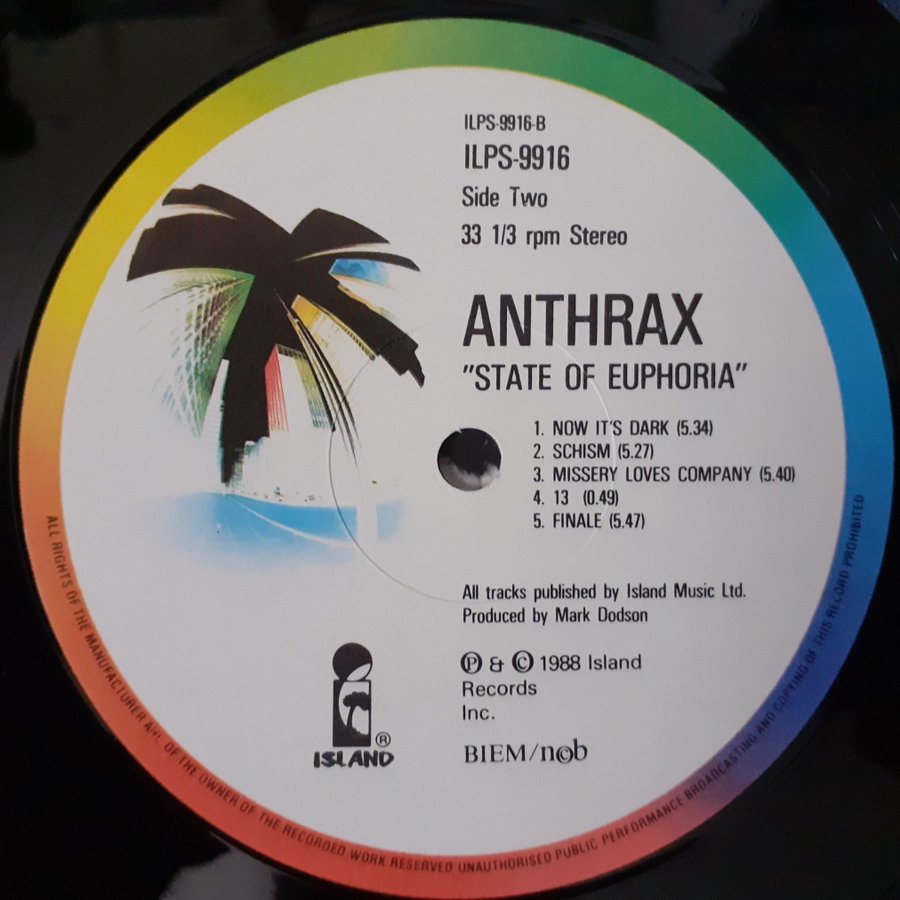 ILPS-9916-B
ILPS-9916
Side Two
33 1/3 rpm Stereo
ANTHRAX
"STATE OF EUPHORIA"
1. NOW IT'S DARK (5.34)
2. SCHISM (5.27)
3. MISSERY LOVES COMPANY (5.40)
4. 13 (0.49)
5. FINALE (5.47)
All tracks published by Island Music Ltd.
Produced by Mark Dodson
Ⓟ & © 1988 Island
Records
Inc.
BIEM/ncb
ISLAND ®
ALL RIGHTS OF THE MANUFACTURER AND OF THE OWNER OF THE RECORDED WORK RESERVED UNAUTHORISED PUBLIC PERFORMANCE BROADCASTING AND COPYING OF THIS RECORD PROHIBITED